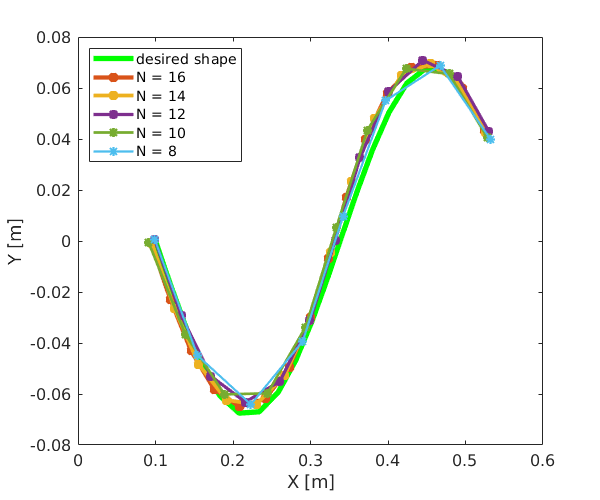 0.08
0.06
0.04
0.02
0
-0.02
-0.04
-0.06
-0.08
Y [m]
desired shape
N = 16
N = 14
N = 12
N = 10
N = 8
0 0.1 0.2 0.3 0.4 0.5 0.6
X [m]